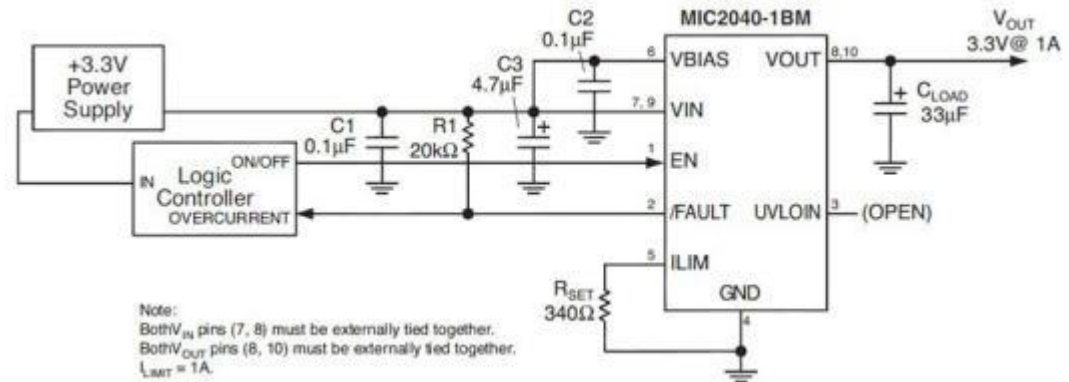 MIC2040-1BM
+3.3V
Power
Supply
C1
0.1µF
R1
20kΩ
C3
4.7µF
C2
0.1µF
6 VBIAS
7, 9 VIN
1 EN
2 /FAULT
5 ILIM
VOUT 8,10
UVLOIN 3 (OPEN)
GND
4
VOUT
3.3V@ 1A
+ CLOAD
33µF
+
IN
Logic
Controller
ON/OFF
OVERCURRENT
RSET
340Ω
Note:
BothVIN pins (7, 8) must be externally tied together.
BothVOUT pins (8, 10) must be externally tied together.
ILIMIT = 1A.